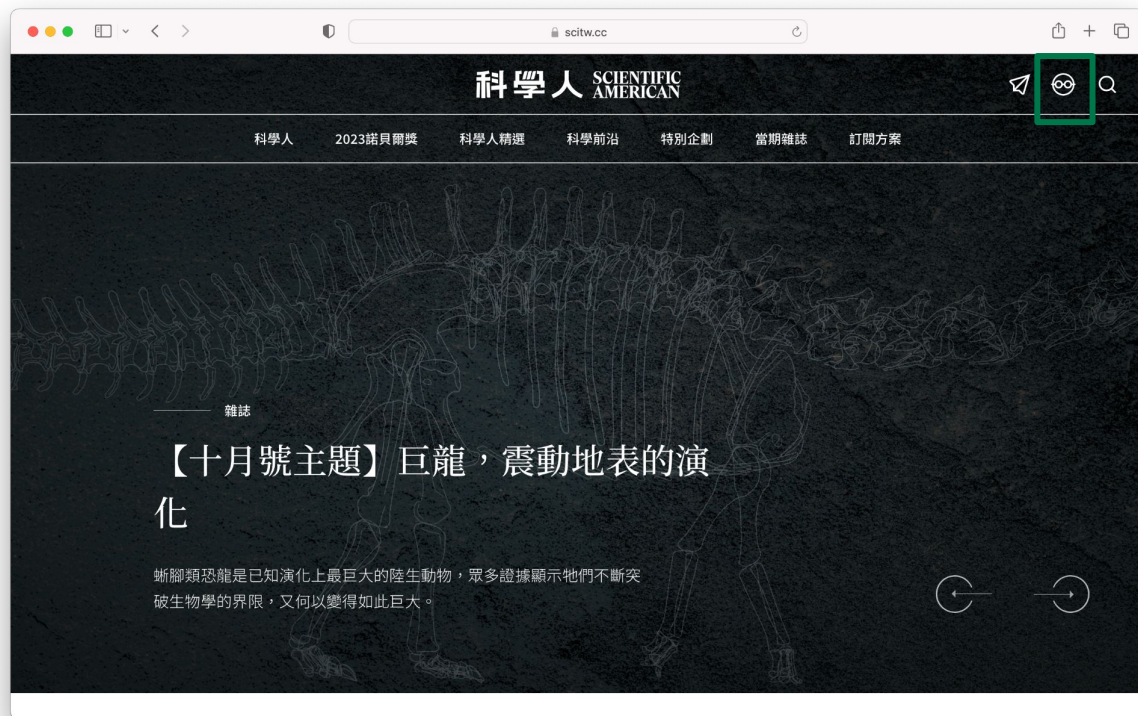 scitw.cc
科學人 SCIENTIFIC AMERICAN
科學人 2023諾貝爾獎 科學人精選 科學前沿 特別企劃 當期雜誌 訂閱方案
雜誌
【十月號主題】巨龍，震動地表的演
化
蜥腳類恐龍是已知演化上最巨大的陸生動物，眾多證據顯示牠們不斷突
破生物學的界限，又何以變得如此巨大。